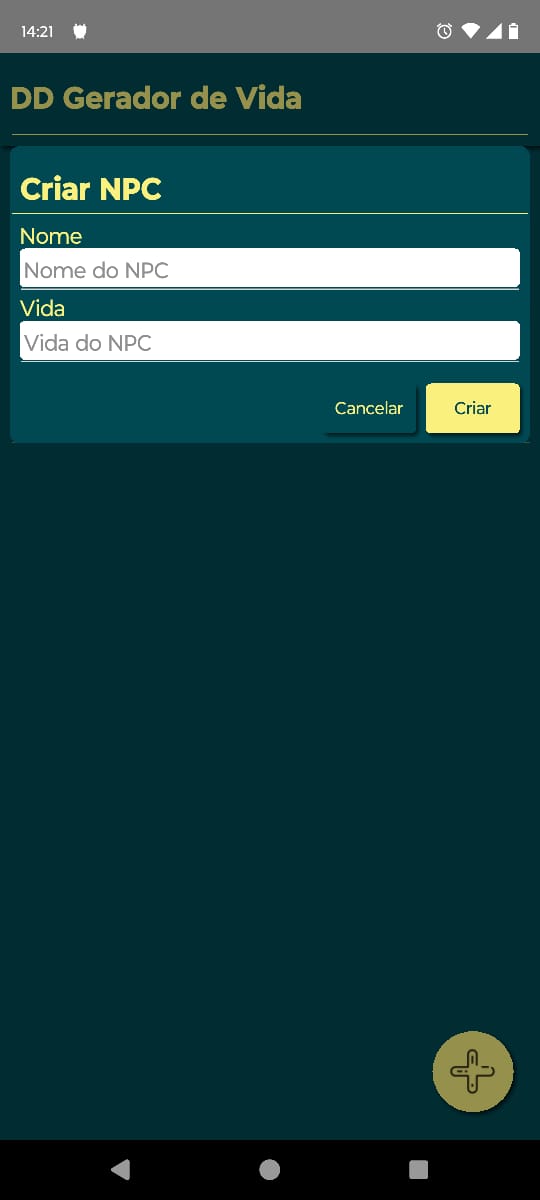 14:21
DD Gerador de Vida
Criar NPC
Nome
Nome do NPC
Vida
Vida do NPC
Cancelar Criar